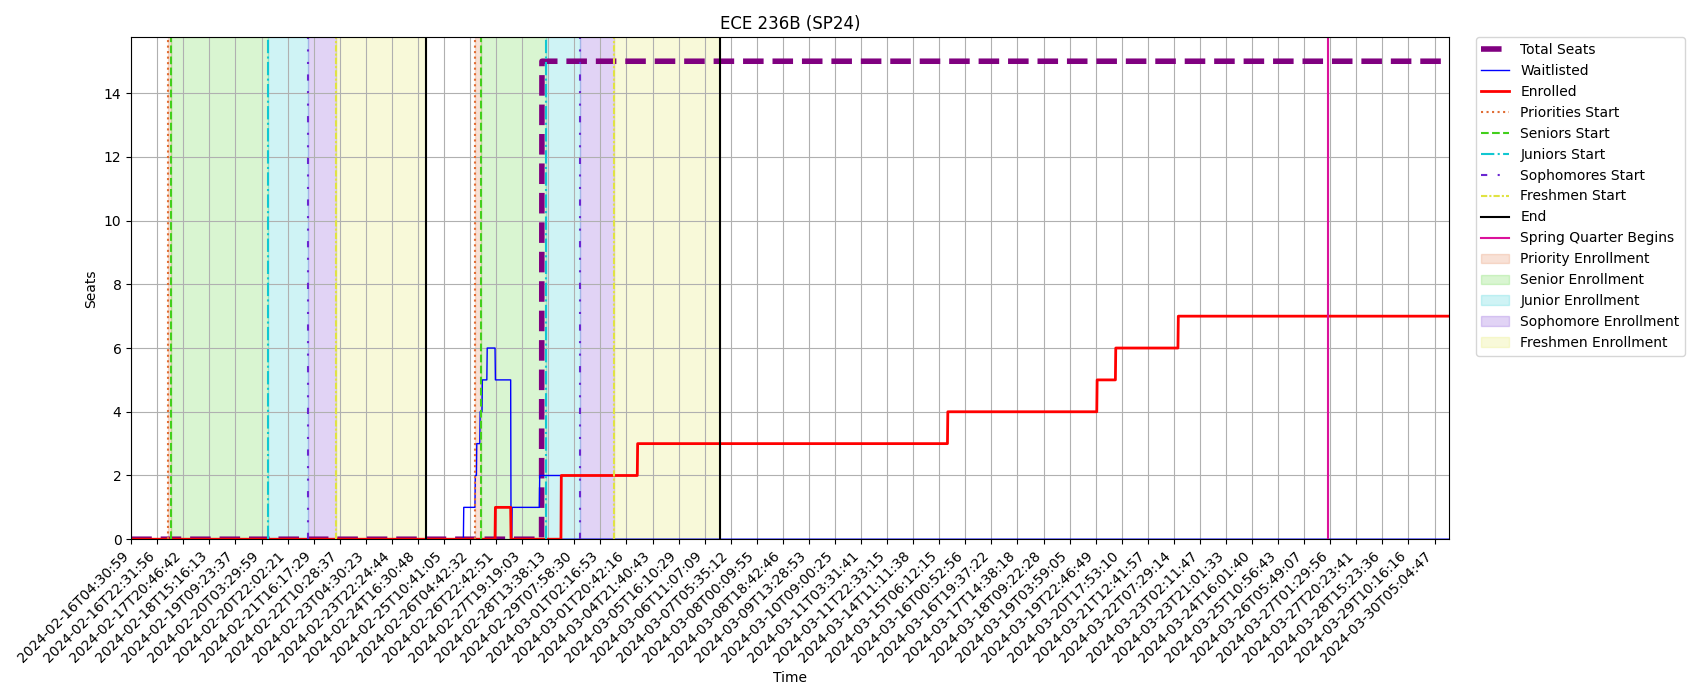 ECE 236B (SP24)
Seats
14
12
10
8
6
4
2
0
2024-02-16T04:30:59
2024-02-16T22:31:56
2024-02-17T20:46:42
2024-02-18T15:16:13
2024-02-19T09:23:37
2024-02-20T03:29:59
2024-02-20T22:02:21
2024-02-21T16:17:29
2024-02-22T10:28:37
2024-02-23T04:30:23
2024-02-23T22:24:44
2024-02-24T16:30:48
2024-02-25T10:41:05
2024-02-26T04:42:32
2024-02-26T22:42:51
2024-02-27T19:19:03
2024-02-28T13:38:13
2024-02-29T07:58:30
2024-03-01T02:16:53
2024-03-01T20:42:16
2024-03-04T21:40:43
2024-03-05T16:10:29
2024-03-06T11:07:09
2024-03-07T05:35:12
2024-03-08T00:09:55
2024-03-08T18:42:46
2024-03-09T13:28:53
2024-03-10T09:00:25
2024-03-11T03:31:41
2024-03-11T22:33:15
2024-03-14T11:11:38
2024-03-15T06:12:15
2024-03-16T00:52:56
2024-03-16T19:37:22
2024-03-17T14:38:19
2024-03-18T09:22:28
2024-03-19T03:59:05
2024-03-19T22:46:49
2024-03-20T17:53:10
2024-03-21T12:41:57
2024-03-22T07:29:14
2024-03-23T02:11:47
2024-03-23T21:01:33
2024-03-24T16:01:40
2024-03-25T10:56:43
2024-03-26T05:49:07
2024-03-27T01:29:56
2024-03-27T20:23:41
2024-03-28T15:23:36
2024-03-29T10:16:16
2024-03-30T05:04:47
Time
Total Seats
Waitlisted
Enrolled
Priorities Start
Seniors Start
Juniors Start
Sophomores Start
Freshmen Start
End
Spring Quarter Begins
Priority Enrollment
Senior Enrollment
Junior Enrollment
Sophomore Enrollment
Freshmen Enrollment